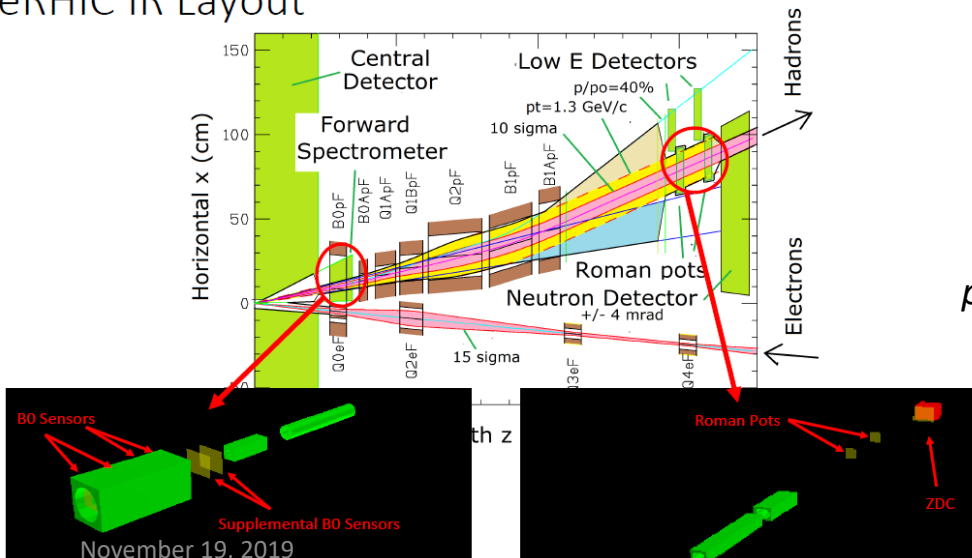 eRHIC IR Layout
150
100
50
0
Horizontal x (cm)
Central
Detector
Forward
Spectrometer
Low E Detectors
p/po=40%
pt=1.3 GeV/c
10 sigma
B0pF
B0ApF
Q1ApF
Q1BpF
Q2pF
B1pF
B1ApF
Hadrons
Roman pots
Neutron Detector
+/- 4 mrad
Electrons
15 sigma
Q0eF
Q2eF
Q3eF
Q4eF
th z
p
B0 Sensors
Supplemental B0 Sensors
November 19, 2019
Roman Pots
ZDC